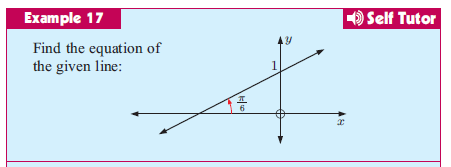 Example 17
Self Tutor
Find the equation of
the given line:
y
1
π
6
x